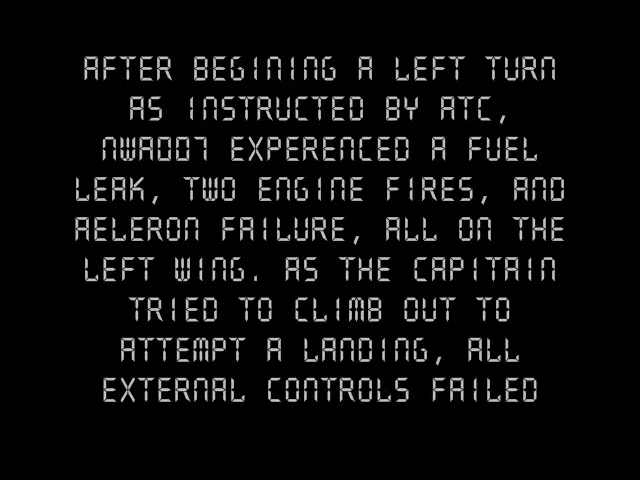 AFTER BEGINING A LEFT TURN
AS INSTRUCTED BY ATC,
NWA007 EXPERENCED A FUEL
LEAK, TWO ENGINE FIRES, AND
AELERON FAILURE, ALL ON THE
LEFT WING. AS THE CAPITAIN
TRIED TO CLIMB OUT TO
ATTEMPT A LANDING, ALL
EXTERNAL CONTROLS FAILED